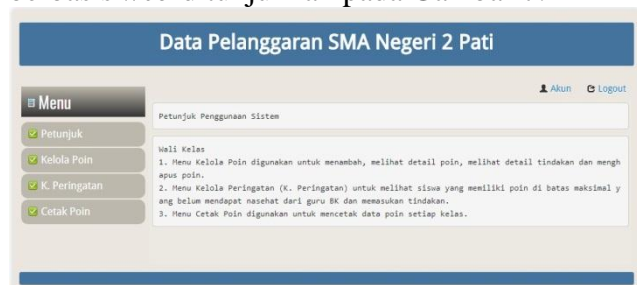 Data Pelanggaran SMA Negeri 2 Pati
Akun Logout
Menu
Petunjuk
Kelola Poin
K. Peringatan
Cetak Poin
Petunjuk Penggunaan Sistem
Wali Kelas
1. Menu Kelola Poin digunakan untuk menambah, melihat detail poin, melihat detail tindakan dan mengh
apus poin.
2. Menu Kelola Peringatan (K. Peringatan) untuk melihat siswa yang memiliki poin di batas maksimal y
ang belum mendapat nasehat dari guru BK dan memasukan tindakan.
3. Menu Cetak Poin digunakan untuk mencetak data poin setiap kelas.